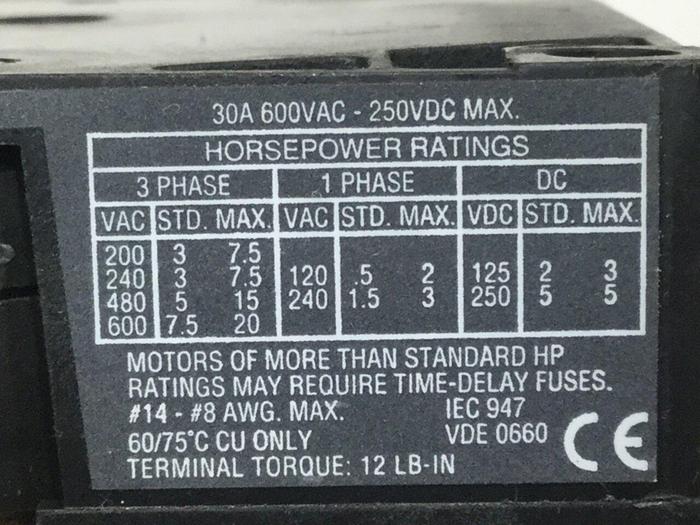 30A 600VAC - 250VDC MAX.
HORSEPOWER RATINGS
3 PHASE 1 PHASE DC
VAC STD. MAX. VAC STD. MAX. VDC STD. MAX.
200 3 7.5
240 3 7.5 120 .5 2 125 2 3
480 5 15 240 1.5 3 250 5 5
600 7.5 20
MOTORS OF MORE THAN STANDARD HP
RATINGS MAY REQUIRE TIME-DELAY FUSES.
#14 - #8 AWG. MAX. IEC 947
60/75°C CU ONLY VDE 0660 CE
TERMINAL TORQUE: 12 LB-IN